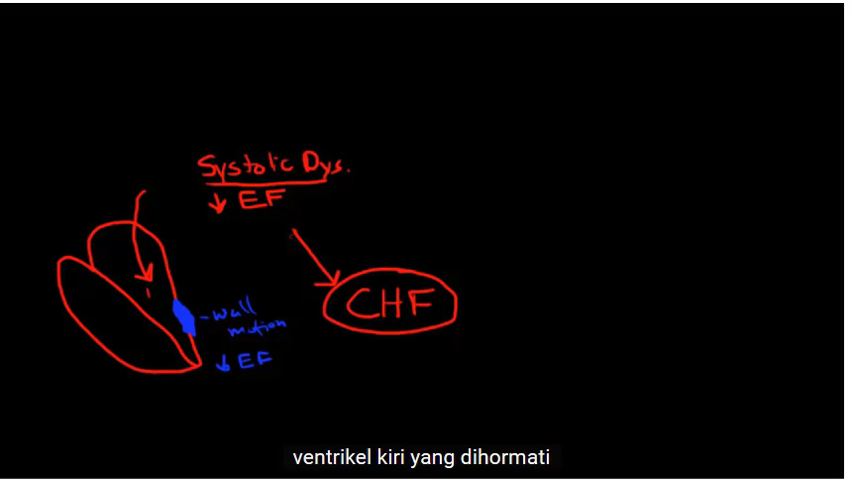 Systolic Dys.
↓ EF
CHF
- wall
motion
↓ EF
ventrikel kiri yang dihormati